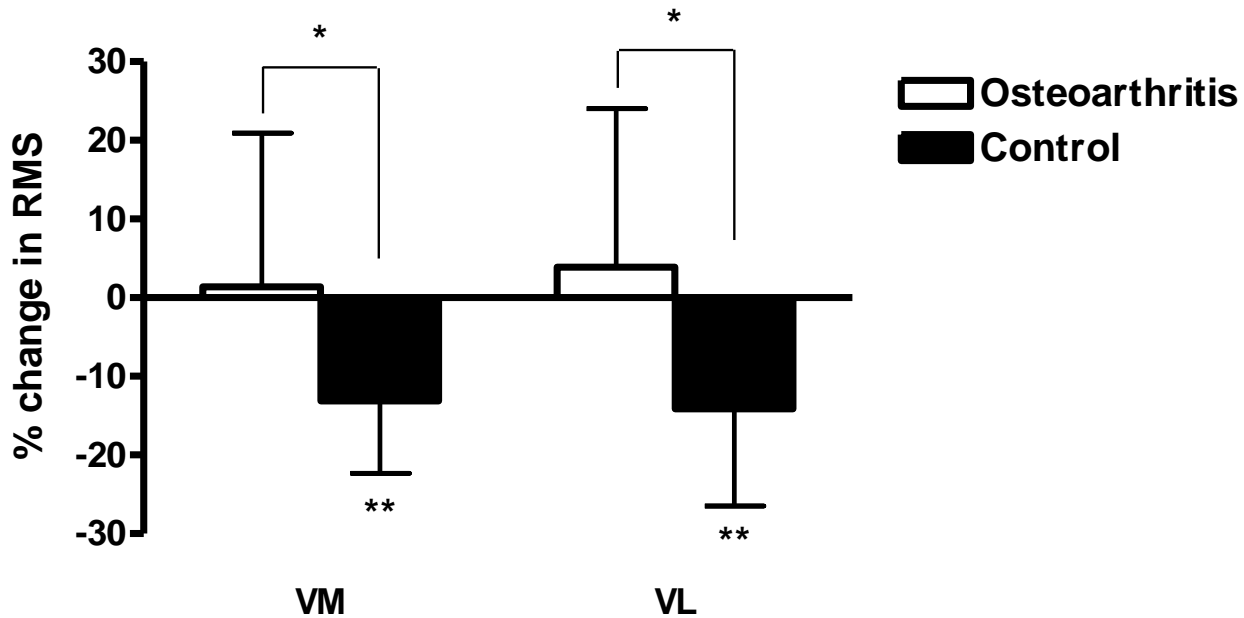 *
*
30
20
10
0
-10
-20
-30
% change in RMS
Osteoarthritis
Control
**
**
VM
VL